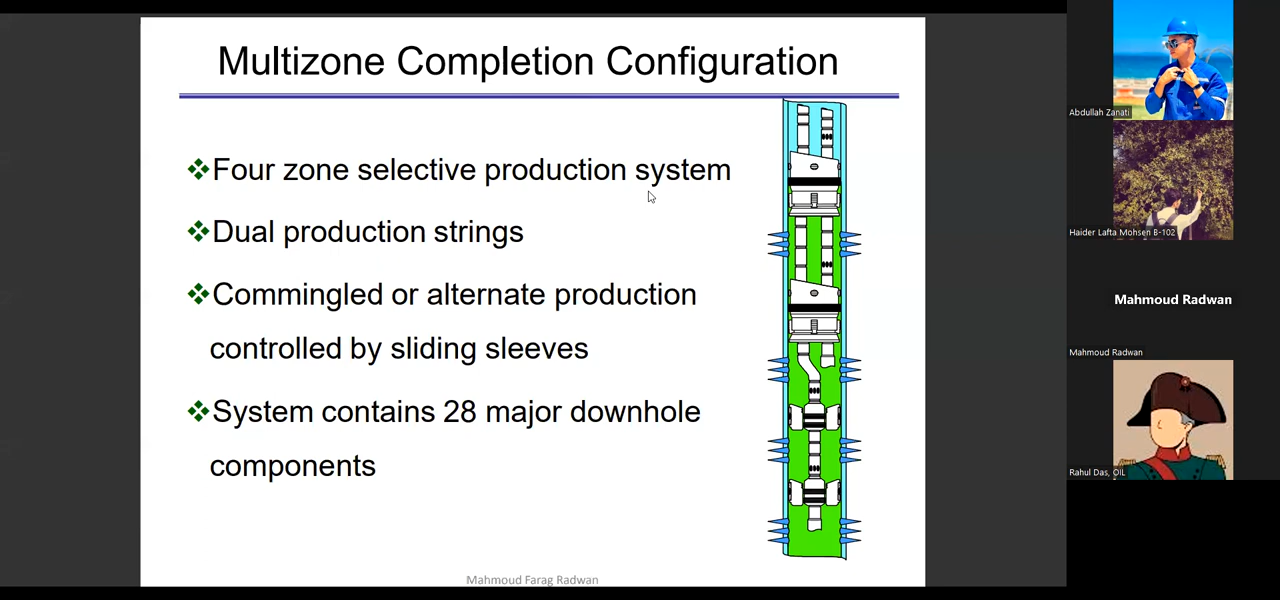 Multizone Completion Configuration
❖Four zone selective production system
❖Dual production strings
❖Commingled or alternate production
controlled by sliding sleeves
❖System contains 28 major downhole
components
Mahmoud Farag Radwan
Abdullah Zanati
Haider Lafta Mohsen B-102
Mahmoud Radwan
Mahmoud Radwan
Rahul Das, OIL